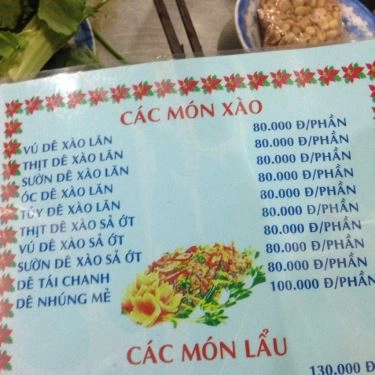 CÁC MÓN XÀO
VÚ DÊ XÀO LĂN 80.000 Đ/PHẦN
THỊT DÊ XÀO LĂN 80.000 Đ/PHẦN
SƯỜN DÊ XÀO LĂN 80.000 Đ/PHẦN
ÓC DÊ XÀO LĂN 80.000 Đ/PHẦN
TỦY DÊ XÀO LĂN 80.000 Đ/PHẦN
THỊT DÊ XÀO SẢ ỚT 80.000 Đ/PHẦN
VÚ DÊ XÀO SẢ ỚT 80.000 Đ/PHẦN
SƯỜN DÊ XÀO SẢ ỚT 80.000 Đ/PHẦN
DÊ TÁI CHANH 80.000 Đ/PHẦN
DÊ NHÚNG MẺ 100.000 Đ/PHẦN
CÁC MÓN LẨU
130.000 Đ